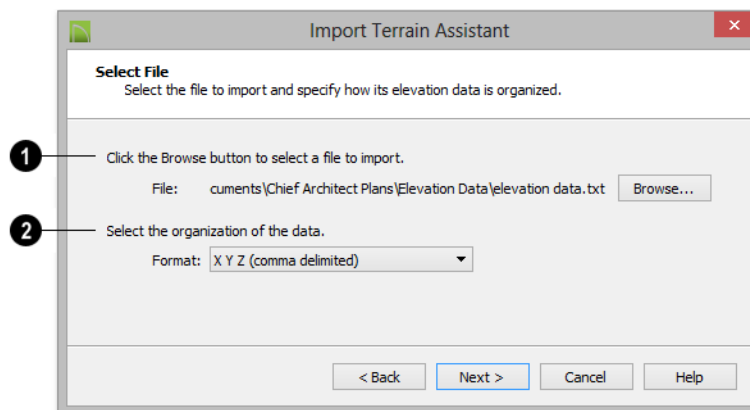 Import Terrain Assistant
Select File
Select the file to import and specify how its elevation data is organized.
1 Click the Browse button to select a file to import.
File: cuments\Chief Architect Plans\Elevation Data\elevation data.txt Browse...
2 Select the organization of the data.
Format: X Y Z (comma delimited)
< Back Next > Cancel Help